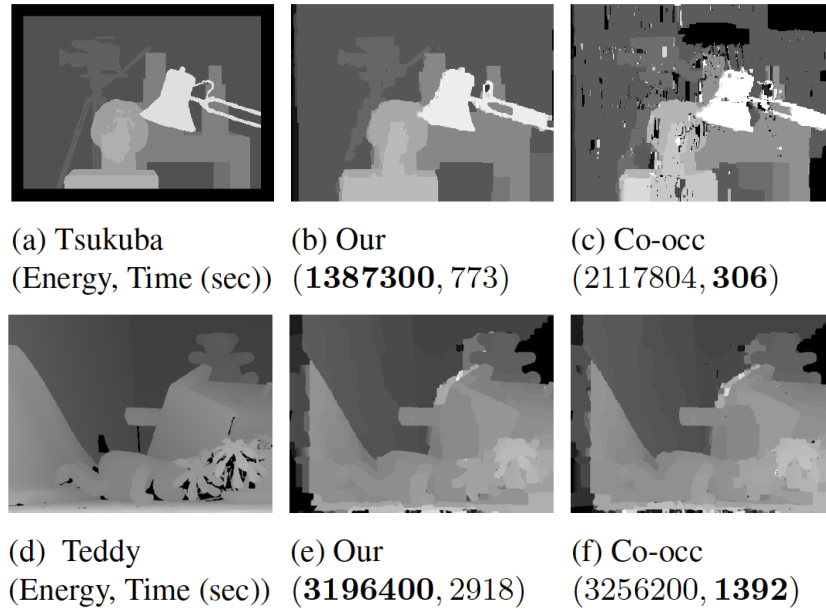 (a) Tsukuba
(Energy, Time (sec))
(b) Our
(1387300, 773)
(c) Co-occ
(2117804, 306)
(d) Teddy
(Energy, Time (sec))
(e) Our
(3196400, 2918)
(f) Co-occ
(3256200, 1392)